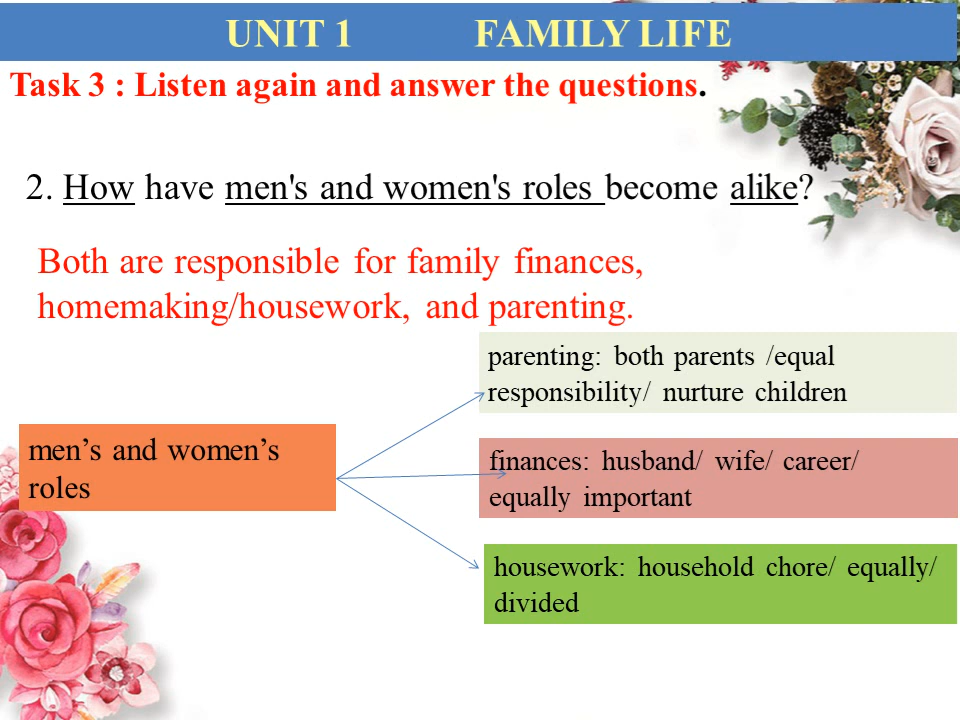 UNIT 1 FAMILY LIFE
Task 3 : Listen again and answer the questions.
2. How have men's and women's roles become alike?
Both are responsible for family finances,
homemaking/housework, and parenting.
parenting: both parents /equal
responsibility/ nurture children
men’s and women’s
roles
finances: husband/ wife/ career/
equally important
housework: household chore/ equally/
divided